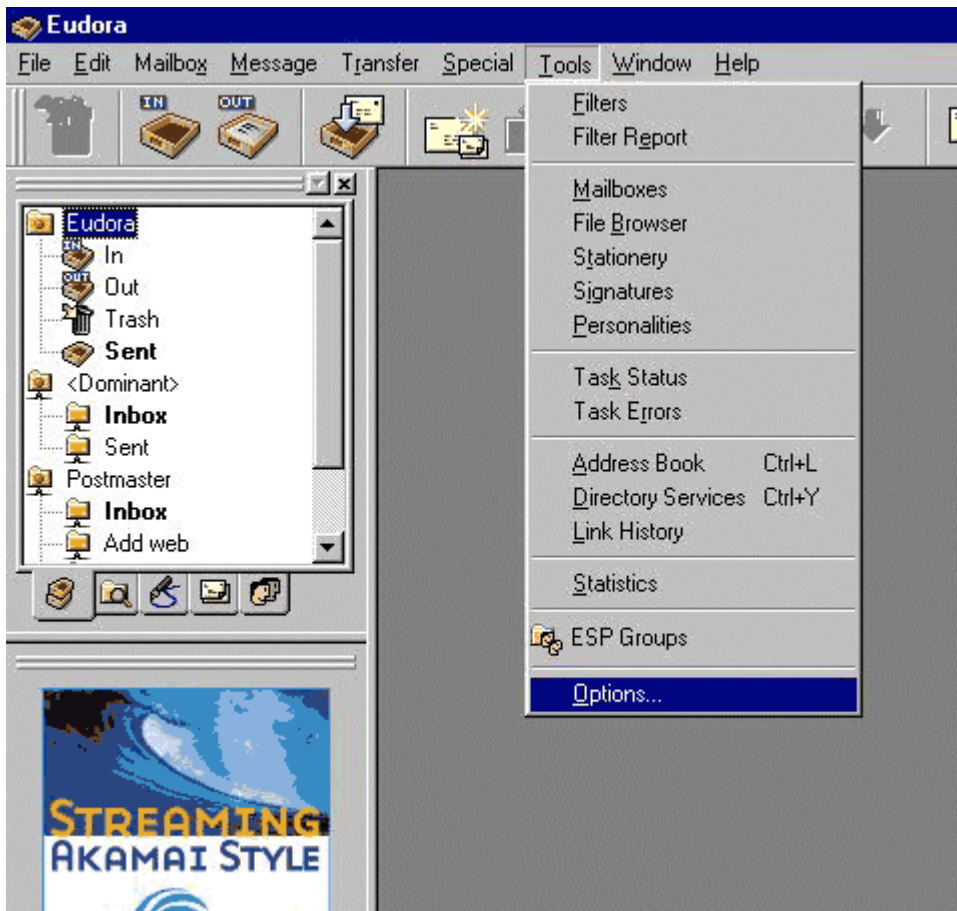 Eudora
File Edit Mailbox Message Transfer Special Tools Window Help
IN OUT
Filters
Filter Report
Mailboxes
File Browser
Stationery
Signatures
Personalities
Task Status
Task Errors
Address Book Ctrl+L
Directory Services Ctrl+Y
Link History
Statistics
ESP Groups
Options...
Eudora
IN In
OUT Out
Trash
Sent
<Dominant>
Inbox
Sent
Postmaster
Inbox
Add web
STREAMING
AKAMAI STYLE